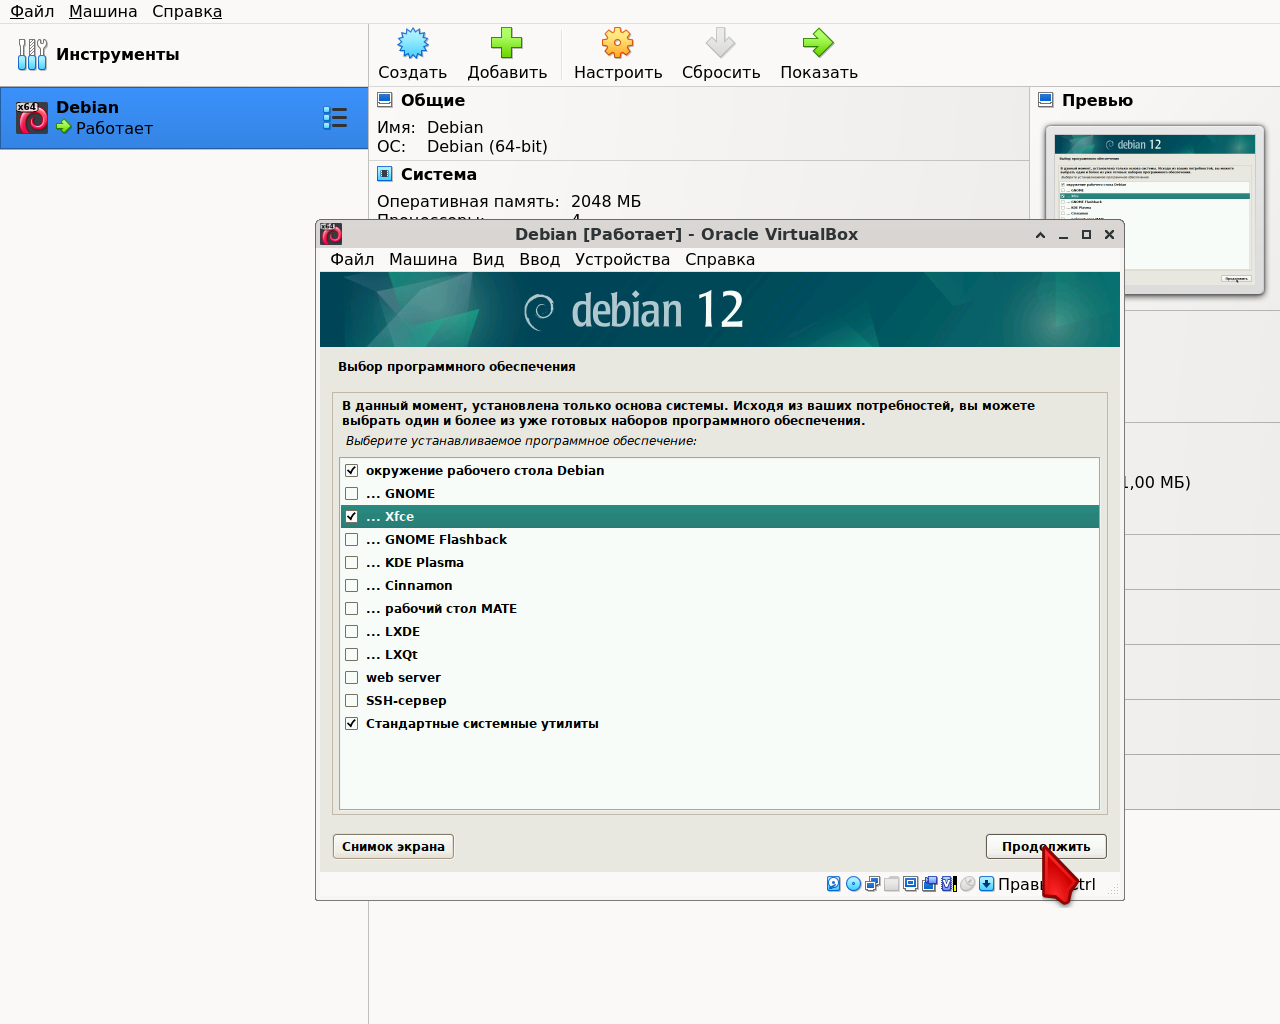 Файл Машина Справка
Инструменты
Создать Добавить Настроить Сбросить Показать
x64 Debian
Работает
Общие
Имя: Debian
ОС: Debian (64-bit)
Система
Оперативная память: 2048 МБ
Превью
debian 12
x64 Debian [Работает] - Oracle VirtualBox
Файл Машина Вид Ввод Устройства Справка
debian 12
Выбор программного обеспечения
В данный момент, установлена только основа системы. Исходя из ваших потребностей, вы можете
выбрать один и более из уже готовых наборов программного обеспечения.
Выберите устанавливаемое программное обеспечение:
окружение рабочего стола Debian
... GNOME
... Xfce
... GNOME Flashback
... KDE Plasma
... Cinnamon
... рабочий стол MATE
... LXDE
... LXQt
web server
SSH-сервер
Стандартные системные утилиты
1,00 МБ)
Снимок экрана
Продолжить